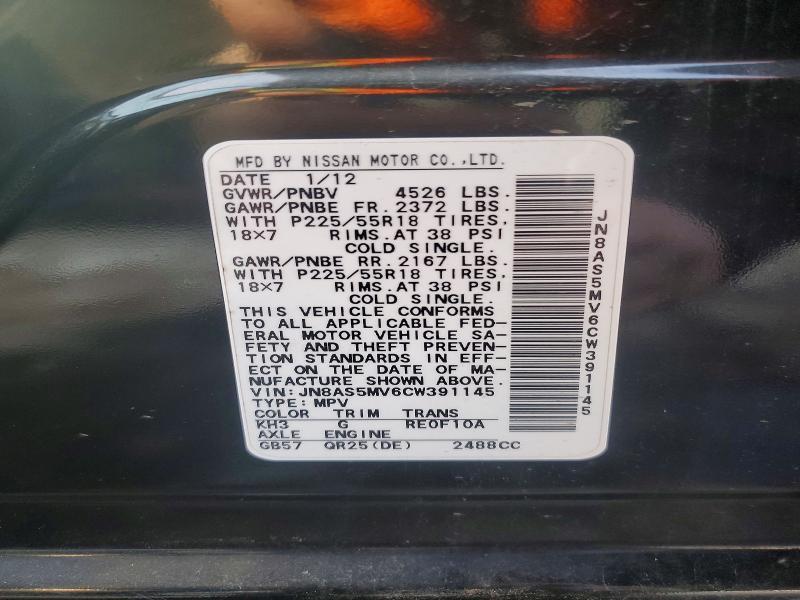 MFD BY NISSAN MOTOR CO.,LTD.
DATE 1/12
GVWR/PNBV 4526 LBS.
GAWR/PNBE FR. 2372 LBS.
WITH P225/55R18 TIRES.
18X7 RIMS.AT 38 PSI
COLD SINGLE.
GAWR/PNBE RR. 2167 LBS.
WITH P225/55R18 TIRES.
18X7 RIMS.AT 38 PSI
COLD SINGLE.
THIS VEHICLE CONFORMS
TO ALL APPLICABLE FED-
ERAL MOTOR VEHICLE SA-
FETY AND THEFT PREVEN-
TION STANDARDS IN EFF-
ECT ON THE DATE OF MA-
NUFACTURE SHOWN ABOVE.
VIN: JN8AS5MV6CW391145
TYPE: MPV
COLOR TRIM TRANS
KH3 G RE0F10A
AXLE ENGINE
GB57 QR25(DE) 2488CC
JN8AS5MV6CW391145